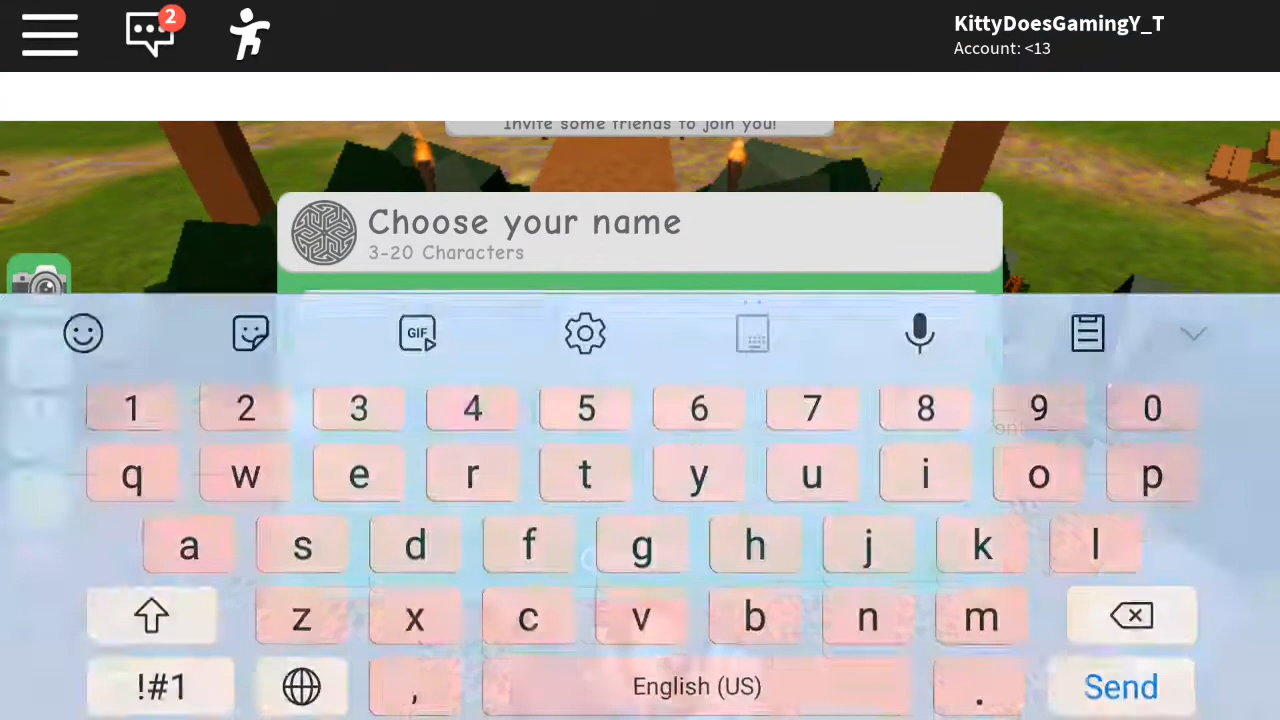 2
KittyDoesGamingY_T
Account: <13
Invite some friends to join you!
Choose your name
3-20 Characters
GIF
1 2 3 4 5 6 7 8 9 0
q w e r t y u i o p
a s d f g h j k l
z x c v b n m
!#1 , English (US) . Send